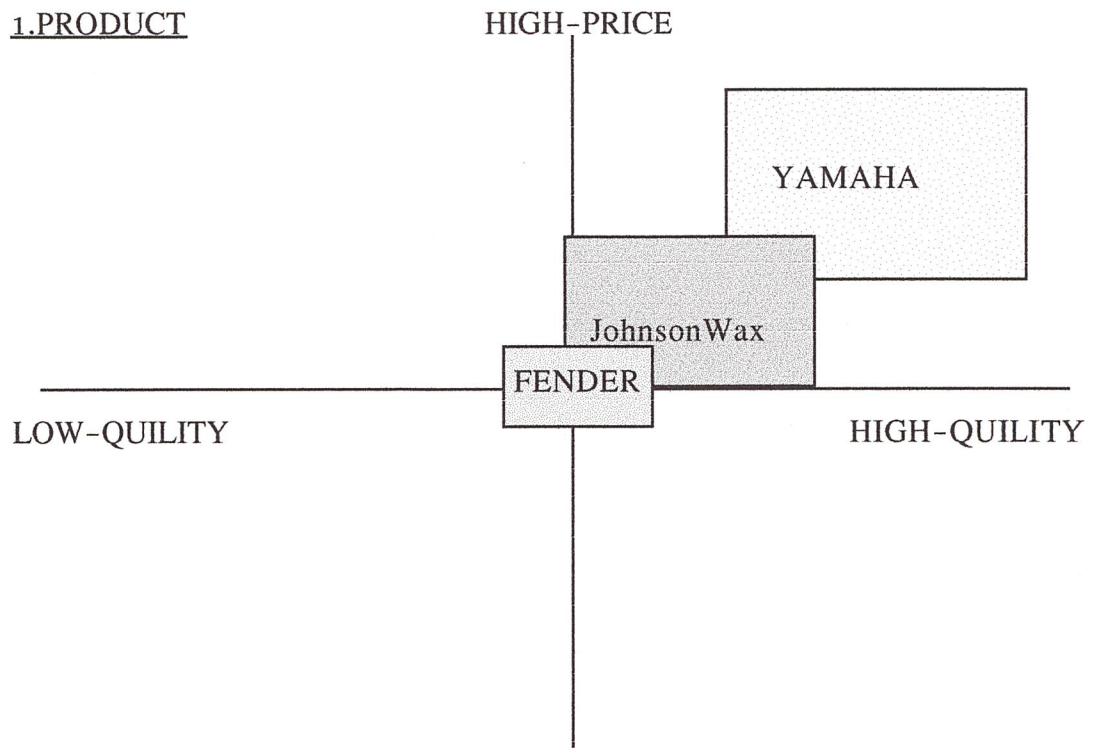 1.PRODUCT
HIGH-PRICE
YAMAHA
JohnsonWax
FENDER
LOW-QUILITY
HIGH-QUILITY